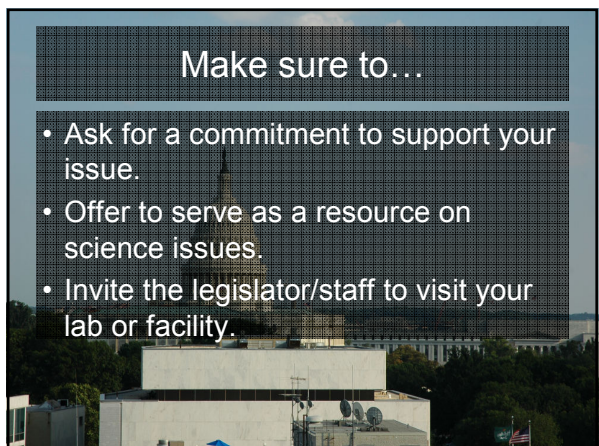 Make sure to…
• Ask for a commitment to support your
issue.
• Offer to serve as a resource on
science issues.
• Invite the legislator/staff to visit your
lab or facility.